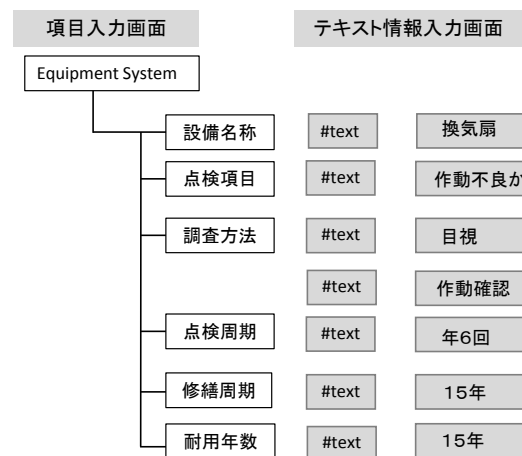 項目入力画面 テキスト情報入力画面
Equipment System
設備名称 #text 換気扇
点検項目 #text 作動不良か
調査方法 #text 目視
#text 作動確認
点検周期 #text 年6回
修繕周期 #text 15年
耐用年数 #text 15年